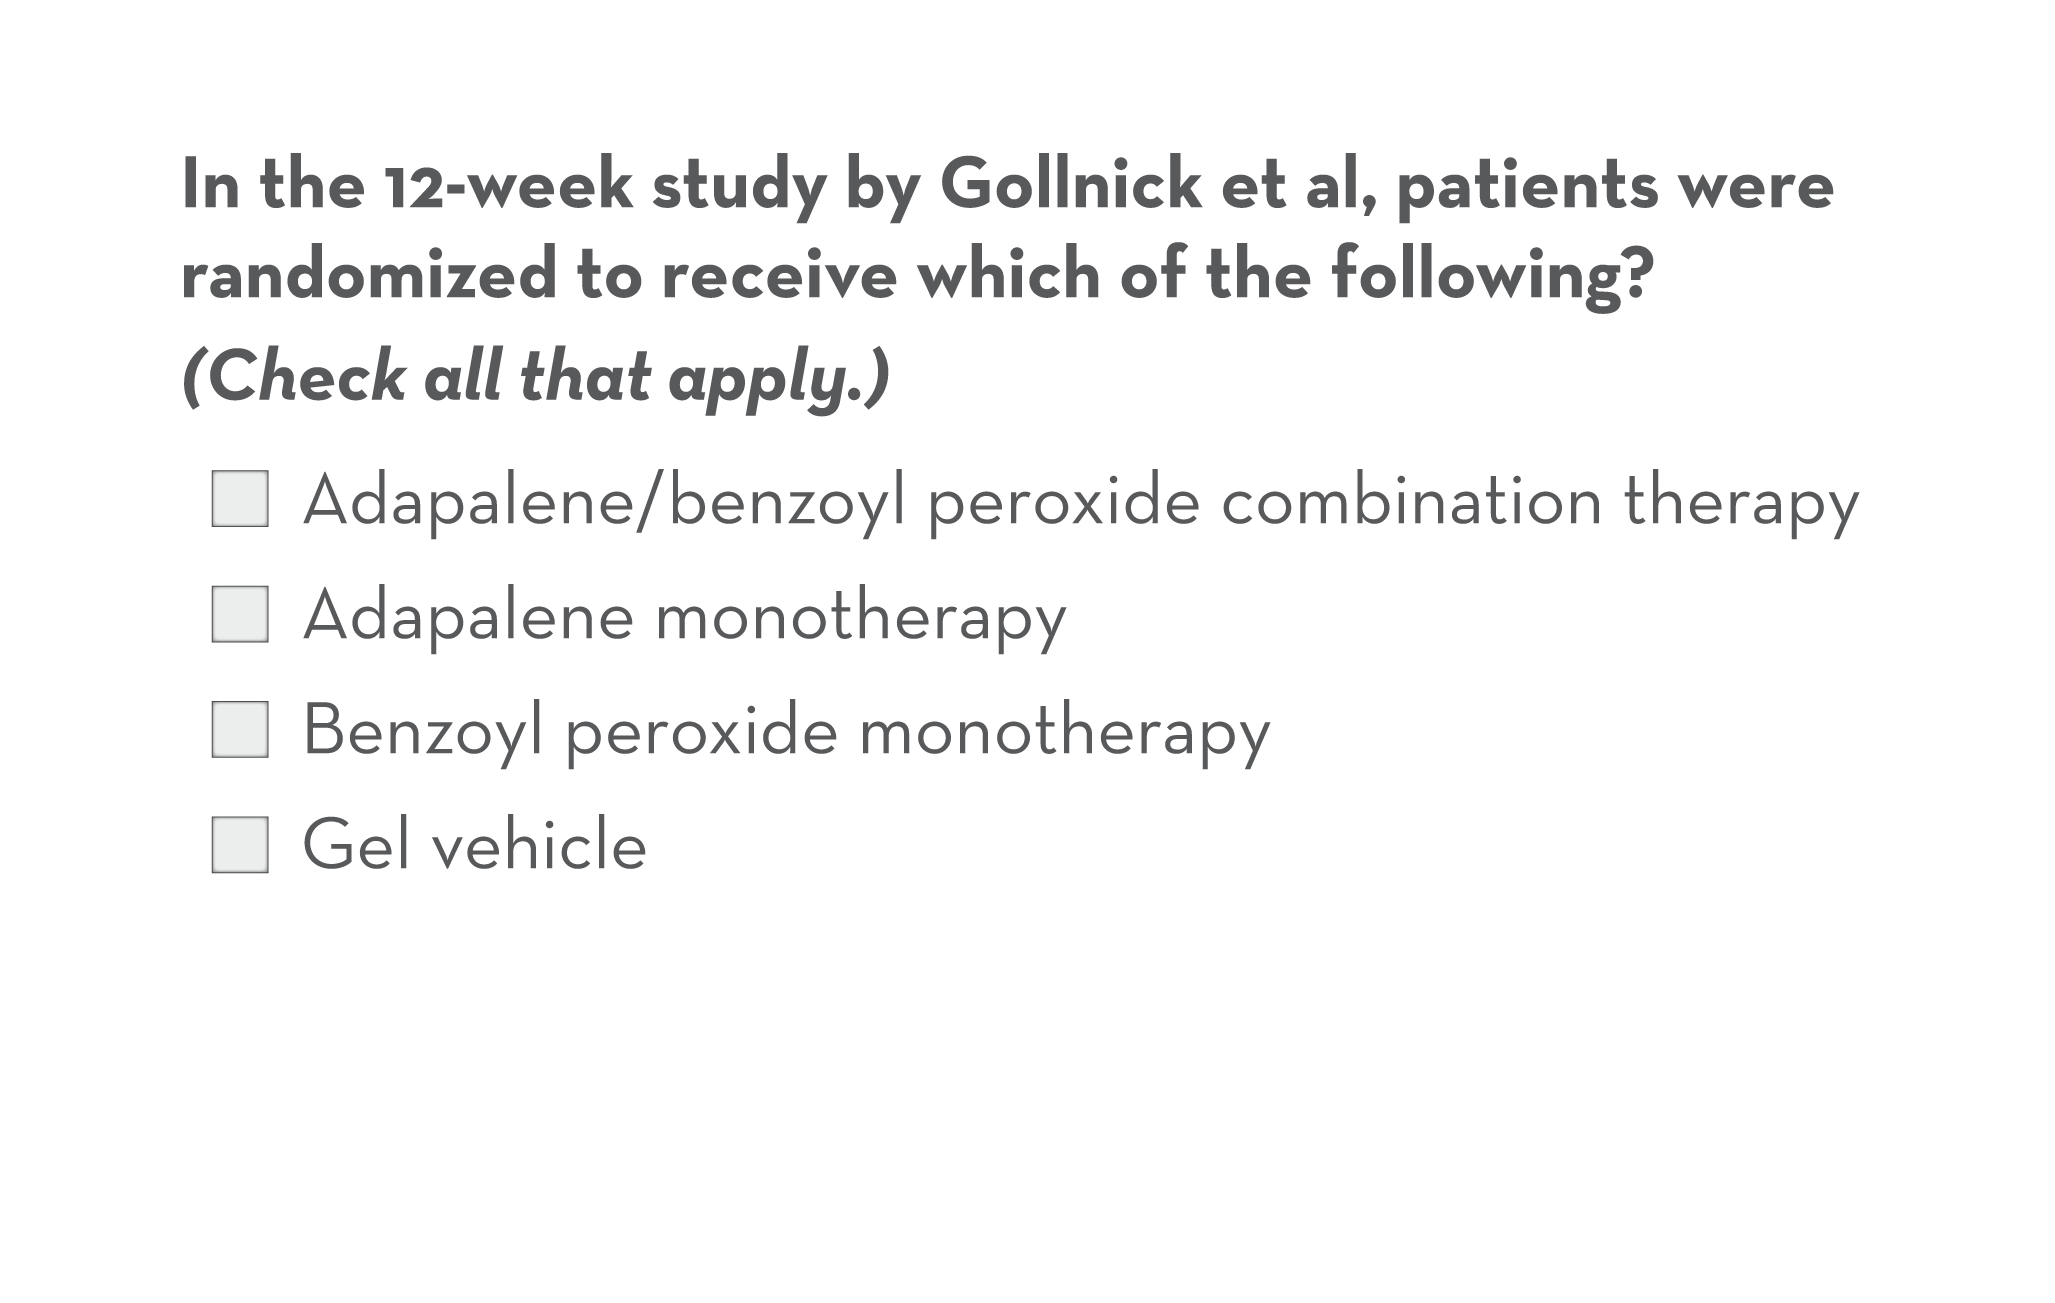 In the 12-week study by Gollnick et al, patients were
randomized to receive which of the following?
(Check all that apply.)
Adapalene/benzoyl peroxide combination therapy
Adapalene monotherapy
Benzoyl peroxide monotherapy
Gel vehicle